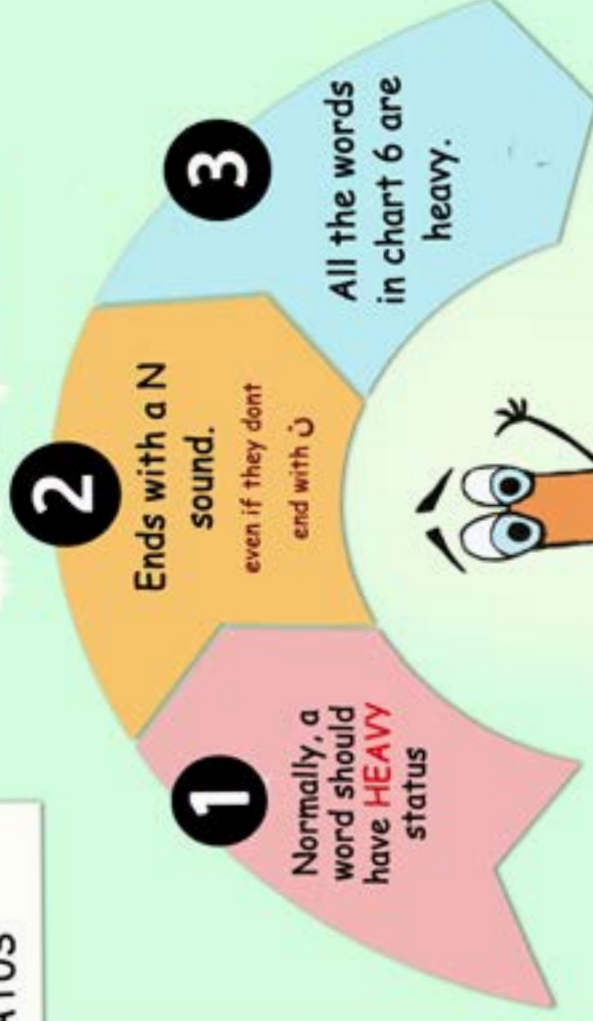 1
Normally, a
word should
have HEAVY
status
2
Ends with a N
sound.
even if they dont
end with ن
3
All the words
in chart 6 are
heavy.